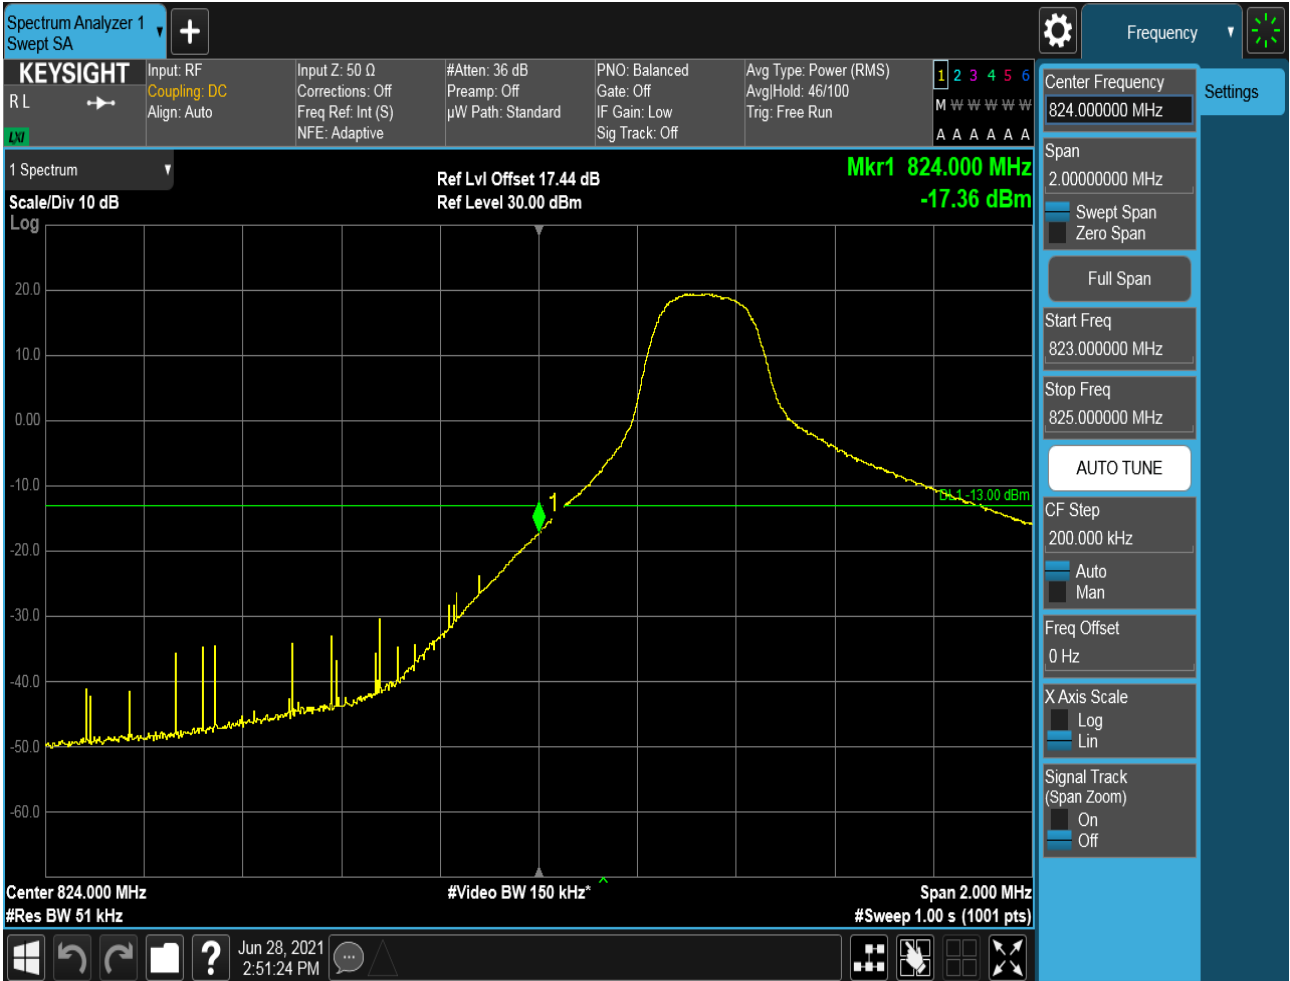 Spectrum Analyzer 1
Swept SA
+
Frequency
KEYSIGHT
R L
LXI
Input: RF
Coupling: DC
Align: Auto
Input Z: 50 Ω
Corrections: Off
Freq Ref: Int (S)
NFE: Adaptive
#Atten: 36 dB
Preamp: Off
µW Path: Standard
PNO: Balanced
Gate: Off
IF Gain: Low
Sig Track: Off
Avg Type: Power (RMS)
Avg|Hold: 46/100
Trig: Free Run
1 2 3 4 5 6
M W W W W W
A A A A A A
1 Spectrum
Scale/Div 10 dB
Log
Ref Lvl Offset 17.44 dB
Ref Level 30.00 dBm
Mkr1 824.000 MHz
-17.36 dBm
20.0
10.0
0.00
-10.0
-20.0
-30.0
-40.0
-50.0
-60.0
1
DL1 -13.00 dBm
Center 824.000 MHz
#Res BW 51 kHz
#Video BW 150 kHz*
Span 2.000 MHz
#Sweep 1.00 s (1001 pts)
Center Frequency
824.000000 MHz
Settings
Span
2.00000000 MHz
Swept Span
Zero Span
Full Span
Start Freq
823.000000 MHz
Stop Freq
825.000000 MHz
AUTO TUNE
CF Step
200.000 kHz
Auto
Man
Freq Offset
0 Hz
X Axis Scale
Log
Lin
Signal Track
(Span Zoom)
On
Off
?
Jun 28, 2021
2:51:24 PM